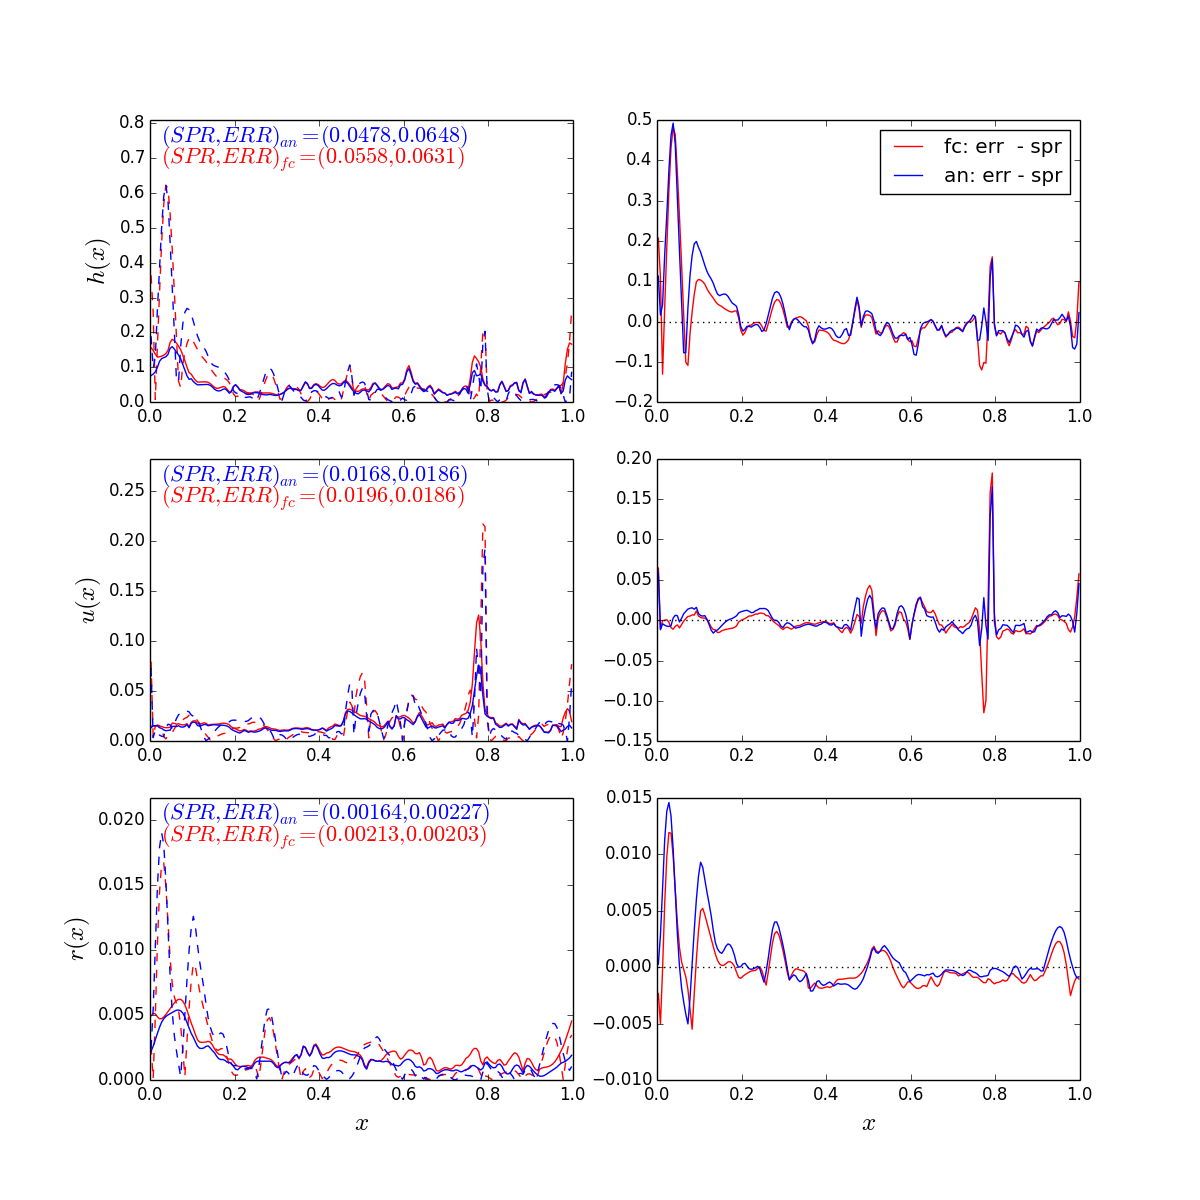 (SPR,ERR)an=(0.0478,0.0648)
(SPR,ERR)fc=(0.0558,0.0631)
h(x)
0.8
0.7
0.6
0.5
0.4
0.3
0.2
0.1
0.0
0.0 0.2 0.4 0.6 0.8 1.0
fc: err - spr
an: err - spr
0.5
0.4
0.3
0.2
0.1
0.0
−0.1
−0.2
0.0 0.2 0.4 0.6 0.8 1.0
(SPR,ERR)an=(0.0168,0.0186)
(SPR,ERR)fc=(0.0196,0.0186)
u(x)
0.25
0.20
0.15
0.10
0.05
0.00
0.0 0.2 0.4 0.6 0.8 1.0
0.20
0.15
0.10
0.05
0.00
−0.05
−0.10
−0.15
0.0 0.2 0.4 0.6 0.8 1.0
(SPR,ERR)an=(0.00164,0.00227)
(SPR,ERR)fc=(0.00213,0.00203)
r(x)
0.020
0.015
0.010
0.005
0.000
0.0 0.2 0.4 0.6 0.8 1.0
x
0.015
0.010
0.005
0.000
−0.005
−0.010
0.0 0.2 0.4 0.6 0.8 1.0
x